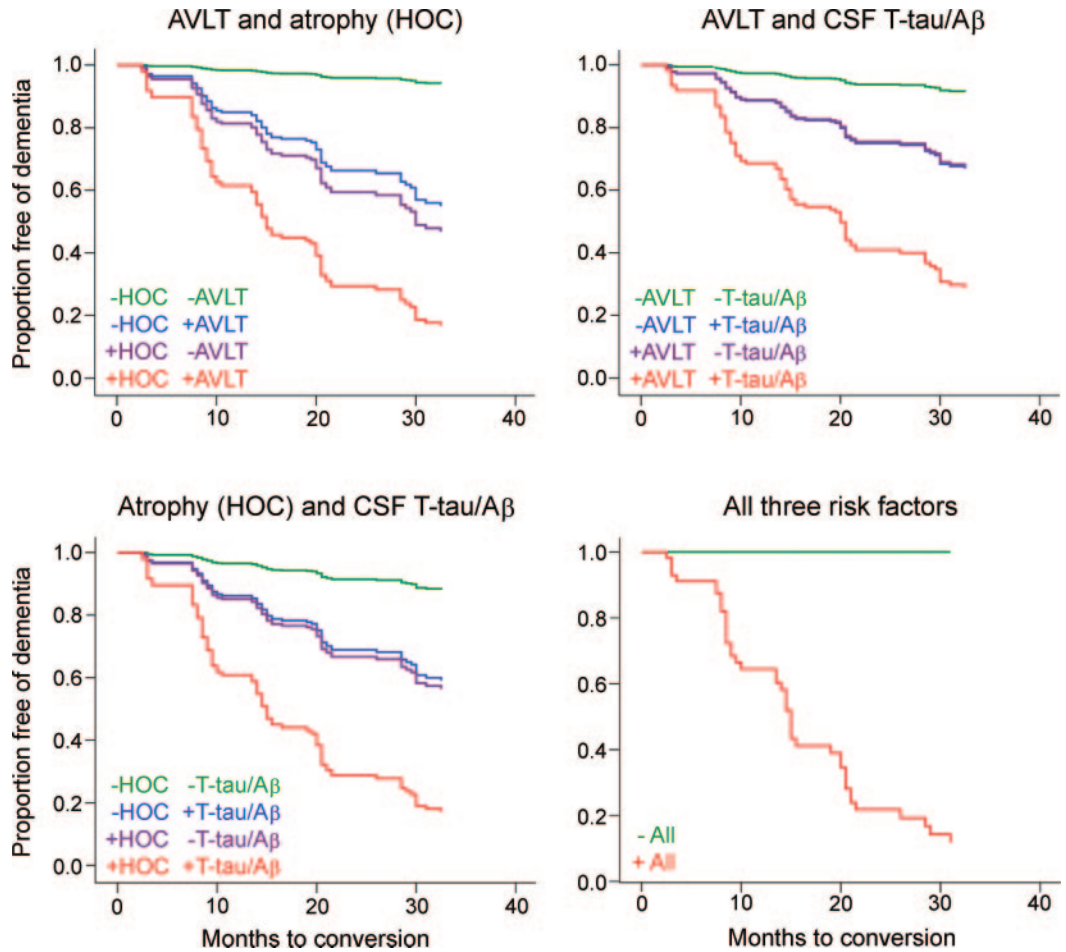 AVLT and atrophy (HOC)
Proportion free of dementia
1.0
0.8
0.6
0.4
0.2
0.0
-HOC -AVLT
-HOC +AVLT
+HOC -AVLT
+HOC +AVLT
0 10 20 30 40
AVLT and CSF T-tau/Aβ
1.0
0.8
0.6
0.4
0.2
0.0
-AVLT -T-tau/Aβ
-AVLT +T-tau/Aβ
+AVLT -T-tau/Aβ
+AVLT +T-tau/Aβ
0 10 20 30 40
Atrophy (HOC) and CSF T-tau/Aβ
Proportion free of dementia
1.0
0.8
0.6
0.4
0.2
0.0
-HOC -T-tau/Aβ
-HOC +T-tau/Aβ
+HOC -T-tau/Aβ
+HOC +T-tau/Aβ
0 10 20 30 40
Months to conversion
All three risk factors
1.0
0.8
0.6
0.4
0.2
0.0
- All
+ All
0 10 20 30 40
Months to conversion